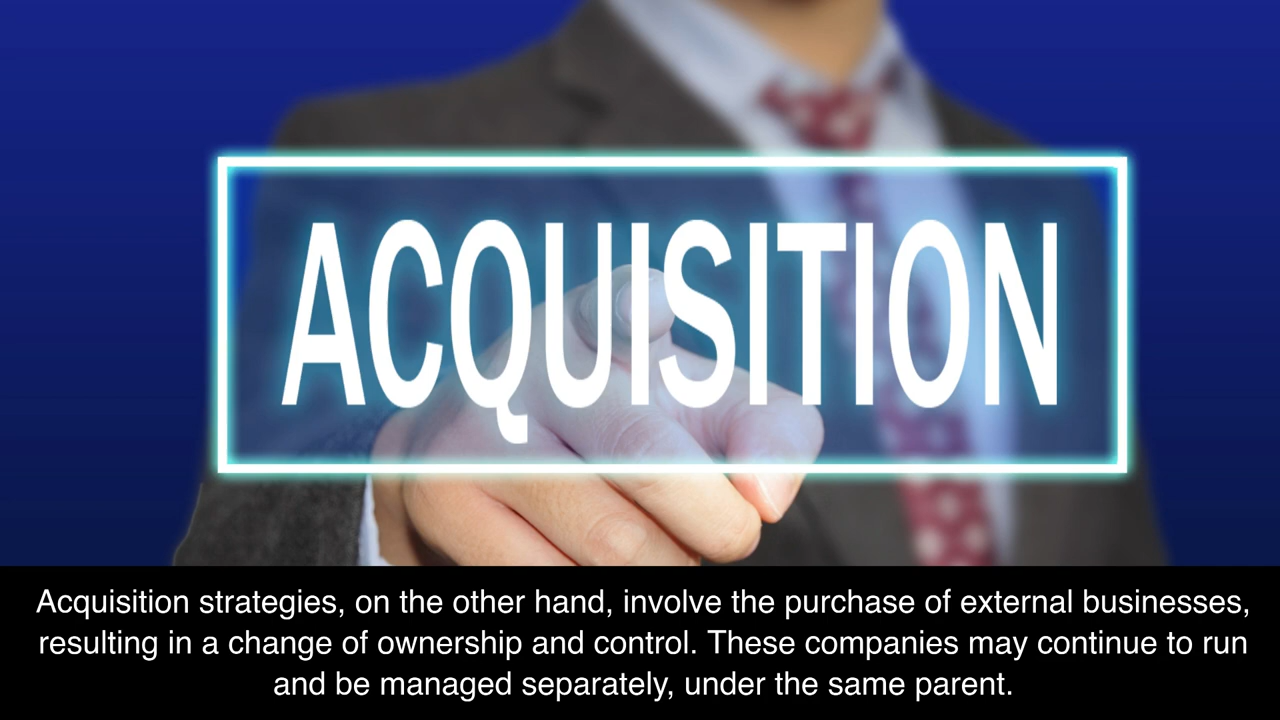 ACQUISITION
Acquisition strategies, on the other hand, involve the purchase of external businesses,
resulting in a change of ownership and control. These companies may continue to run
and be managed separately, under the same parent.